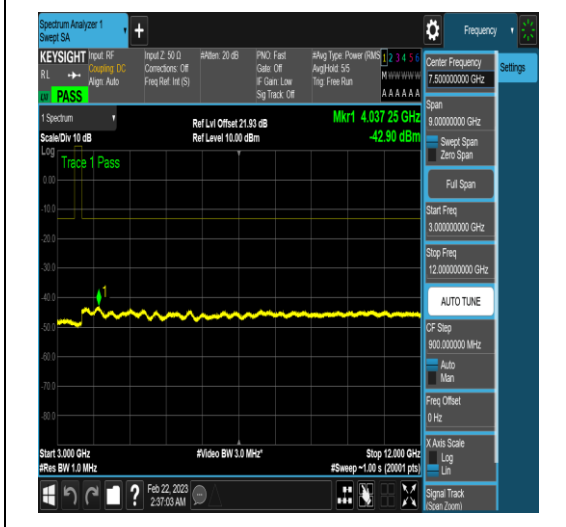 Spectrum Analyzer 1
Swept SA
+
Frequency
KEYSIGHT
RL
PASS
Input: RF
Coupling: DC
Align: Auto
Input Z: 50 Ω
Corrections: Off
Freq Ref: Int (S)
#Atten: 20 dB
PNO: Fast
Gate: Off
IF Gain: Low
Sig Track: Off
#Avg Type: Power (RMS)
Avg|Hold: 5/5
Trig: Free Run
1 2 3 4 5 6
M W W W W W
A A A A A A
1 Spectrum
Scale/Div 10 dB
Ref Lvl Offset 21.93 dB
Ref Level 10.00 dBm
Mkr1 4.037 25 GHz
-42.90 dBm
Log
Trace 1 Pass
0.00
-10.0
-20.0
-30.0
-40.0
1
-50.0
-60.0
-70.0
-80.0
Start 3.000 GHz
#Res BW 1.0 MHz
#Video BW 3.0 MHz*
Stop 12.000 GHz
#Sweep ~1.00 s (20001 pts)
?
Feb 22, 2023
2:37:03 AM
Center Frequency
7.500000000 GHz
Settings
Span
9.00000000 GHz
Swept Span
Zero Span
Full Span
Start Freq
3.000000000 GHz
Stop Freq
12.000000000 GHz
AUTO TUNE
CF Step
900.000000 MHz
Auto
Man
Freq Offset
0 Hz
X Axis Scale
Log
Lin
Signal Track
(Span Zoom)